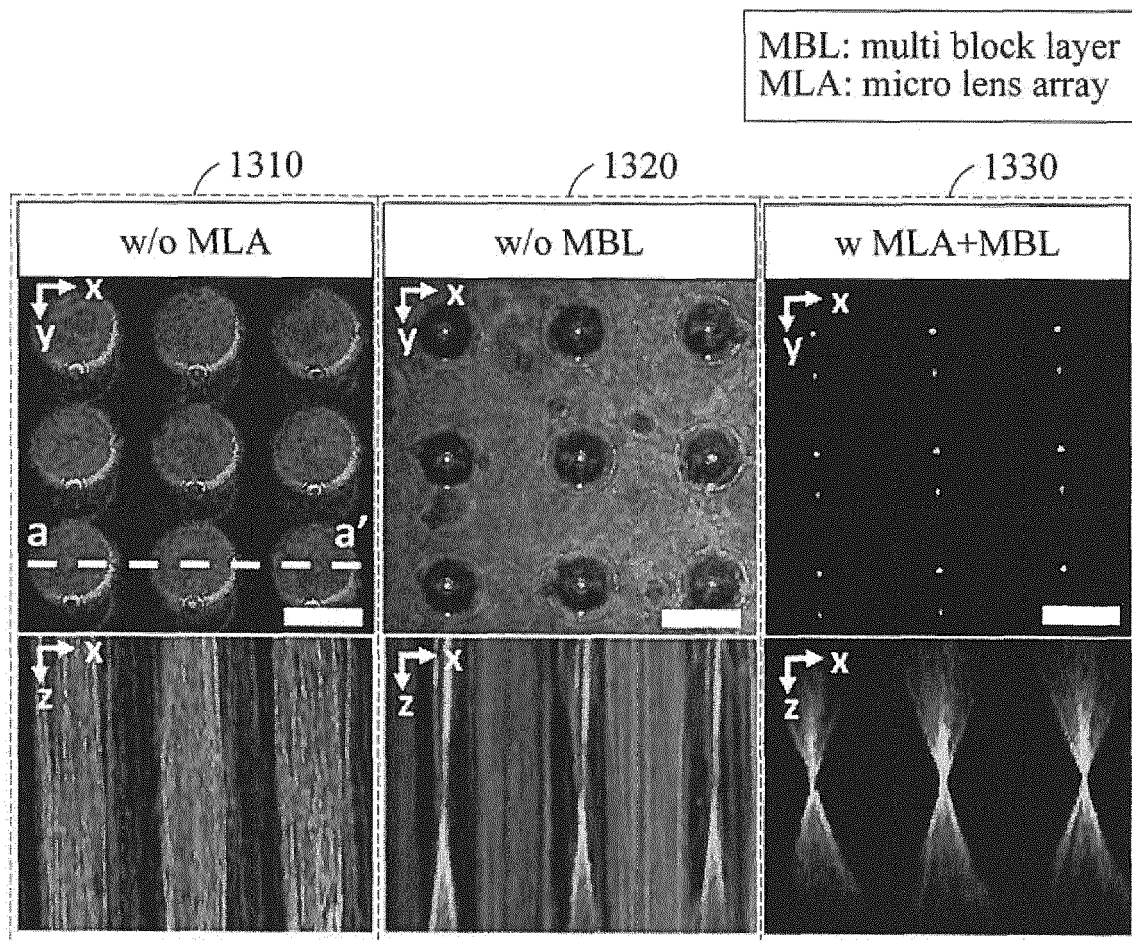 MBL: multi block layer
MLA: micro lens array
1310
1320
1330
w/o MLA
w/o MBL
w MLA+MBL
x
y
x
y
x
y
a
a'
x
z
x
z
x
z